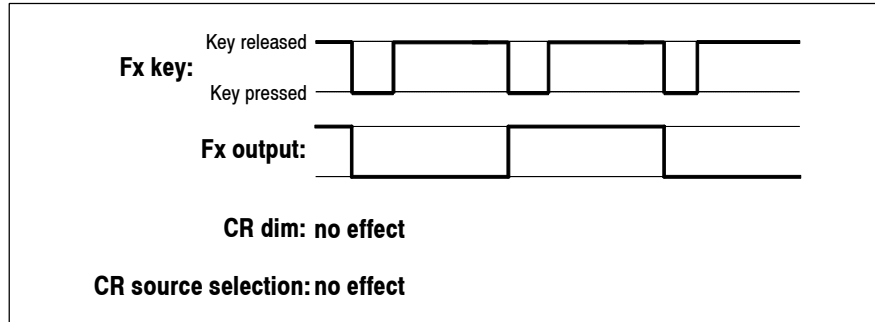 Key released
Fx key:
Key pressed
Fx output:
CR dim: no effect
CR source selection: no effect